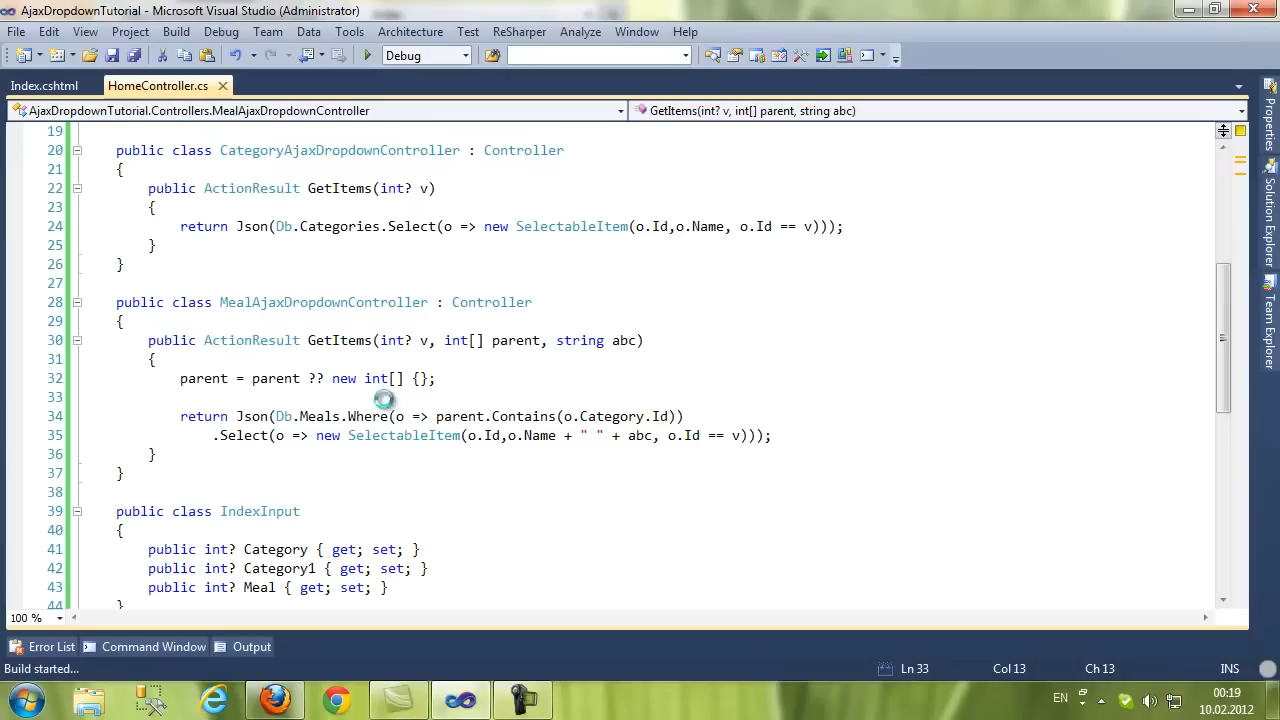 AjaxDropdownTutorial - Microsoft Visual Studio (Administrator)
File Edit View Project Build Debug Team Data Tools Architecture Test ReSharper Analyze Window Help
Debug
Index.cshtml HomeController.cs
AjaxDropdownTutorial.Controllers.MealAjaxDropdownController GetItems(int? v, int[] parent, string abc)
19
20 public class CategoryAjaxDropdownController : Controller
21 {
22 public ActionResult GetItems(int? v)
23 {
24 return Json(Db.Categories.Select(o => new SelectableItem(o.Id,o.Name, o.Id == v)));
25 }
26 }
27
28 public class MealAjaxDropdownController : Controller
29 {
30 public ActionResult GetItems(int? v, int[] parent, string abc)
31 {
32 parent = parent ?? new int[] {};
33
34 return Json(Db.Meals.Where(o => parent.Contains(o.Category.Id))
35 .Select(o => new SelectableItem(o.Id,o.Name + " " + abc, o.Id == v)));
36 }
37 }
38
39 public class IndexInput
40 {
41 public int? Category { get; set; }
42 public int? Category1 { get; set; }
43 public int? Meal { get; set; }
44 }
Properties
Solution Explorer
Team Explorer
100 %
Error List Command Window Output
Build started... Ln 33 Col 13 Ch 13 INS
EN 00:19
10.02.2012